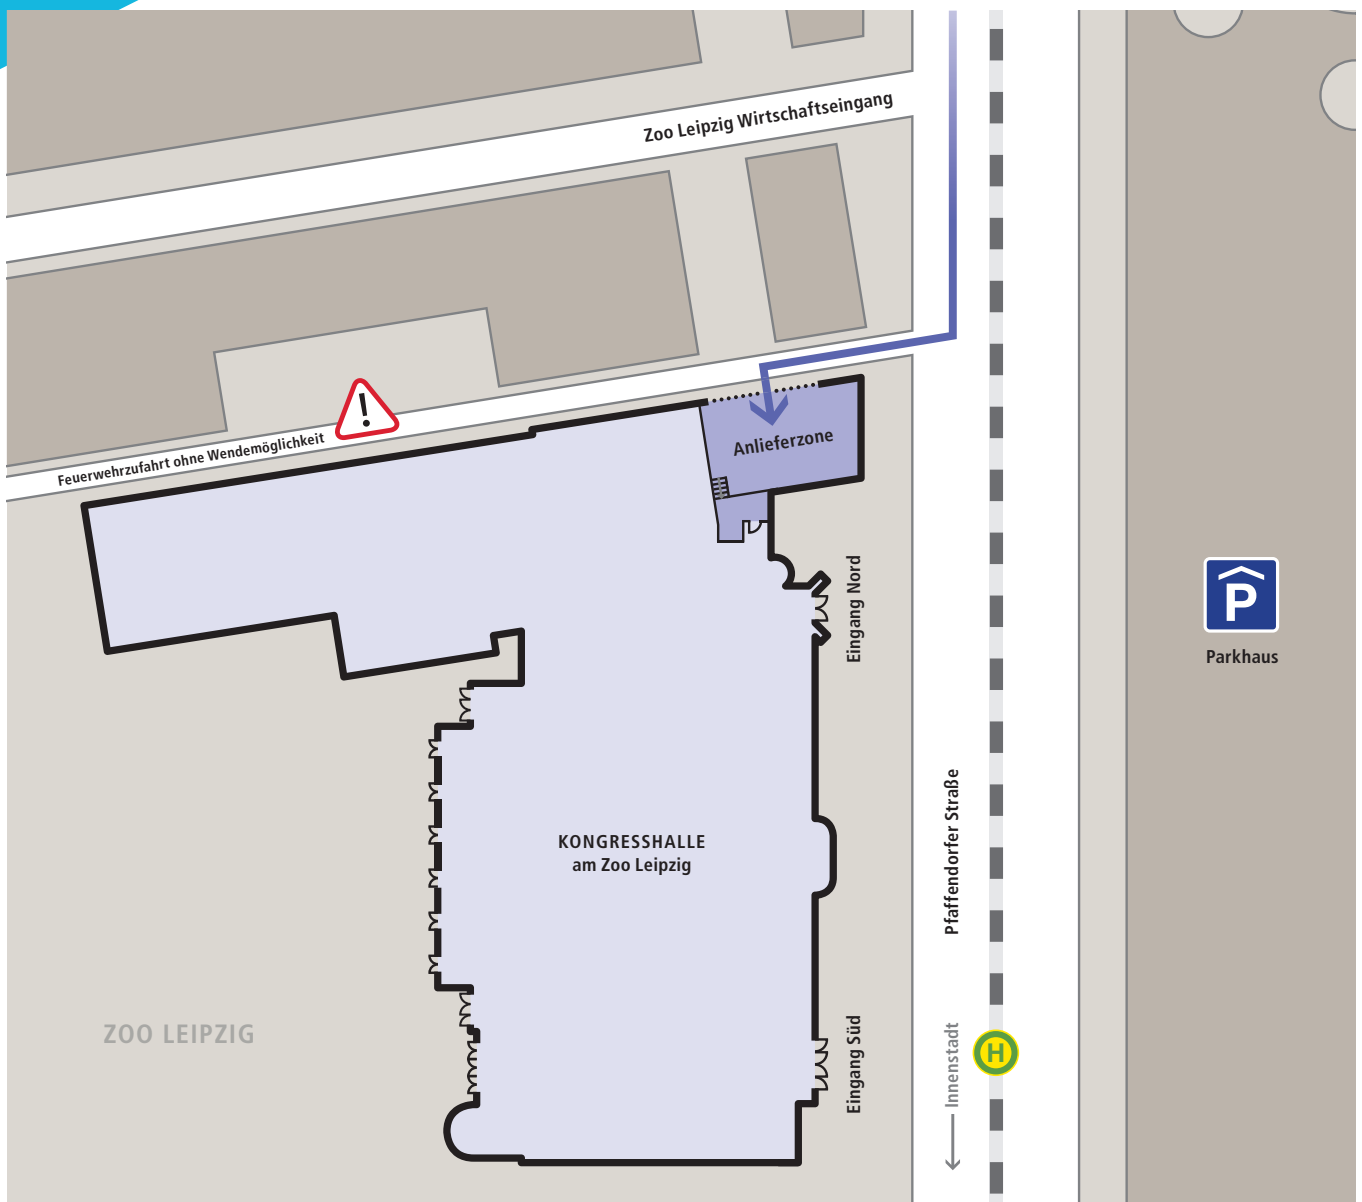 Zoo Leipzig Wirtschaftseingang
Feuerwehrzufahrt ohne Wendemöglichkeit
!
Anlieferzone
Eingang Nord
P
Parkhaus
KONGRESSHALLE
am Zoo Leipzig
Pfaffendorfer Straße
ZOO LEIPZIG
Eingang Süd
Innenstadt
H